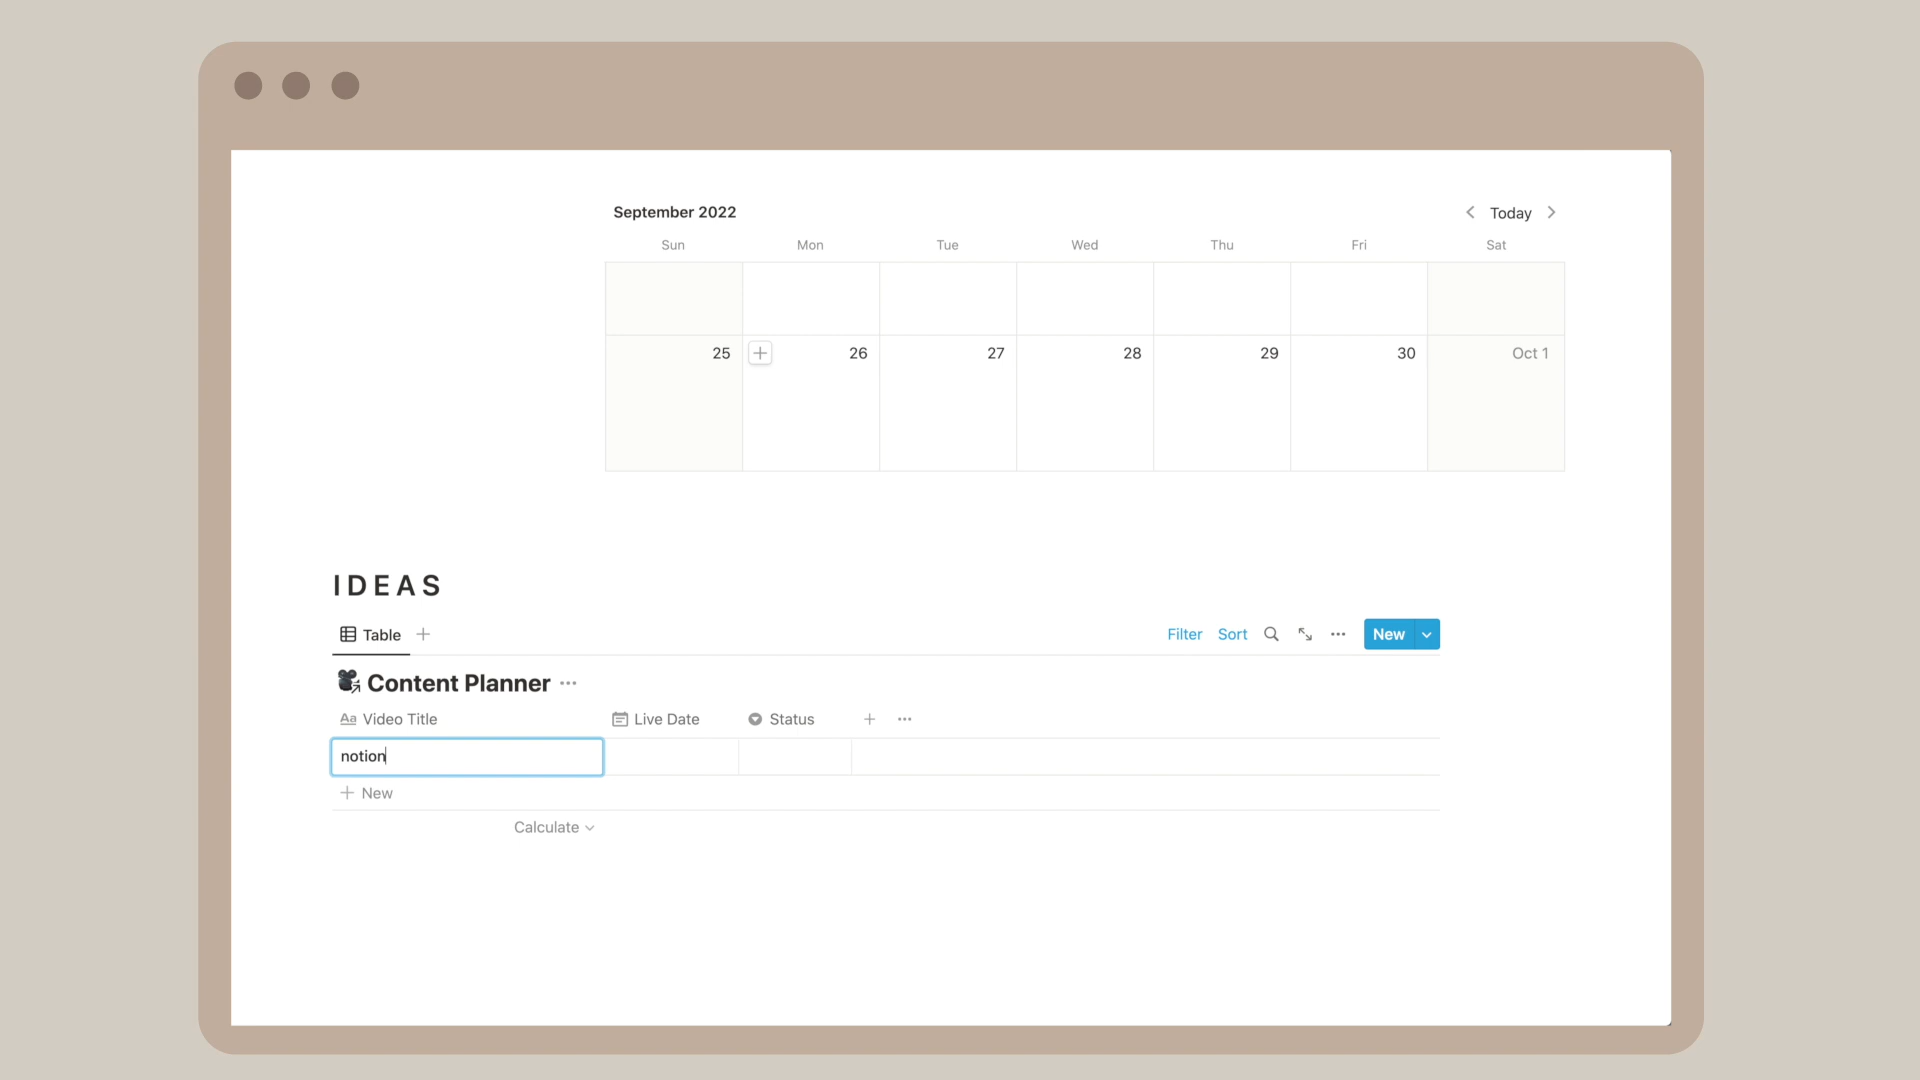 September 2022
Today
Sun Mon Tue Wed Thu Fri Sat
25 26 27 28 29 30 Oct 1
IDEAS
Table
Filter Sort New
Content Planner
Aa Video Title Live Date Status
notion
New
Calculate